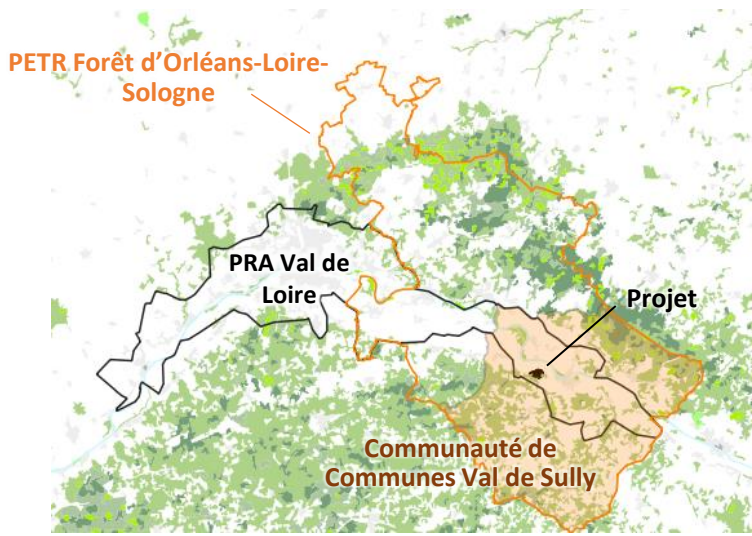 PETR Forêt d'Orléans-Loire-
Sologne
PRA Val de
Loire
Projet
Communauté de
Communes Val de Sully